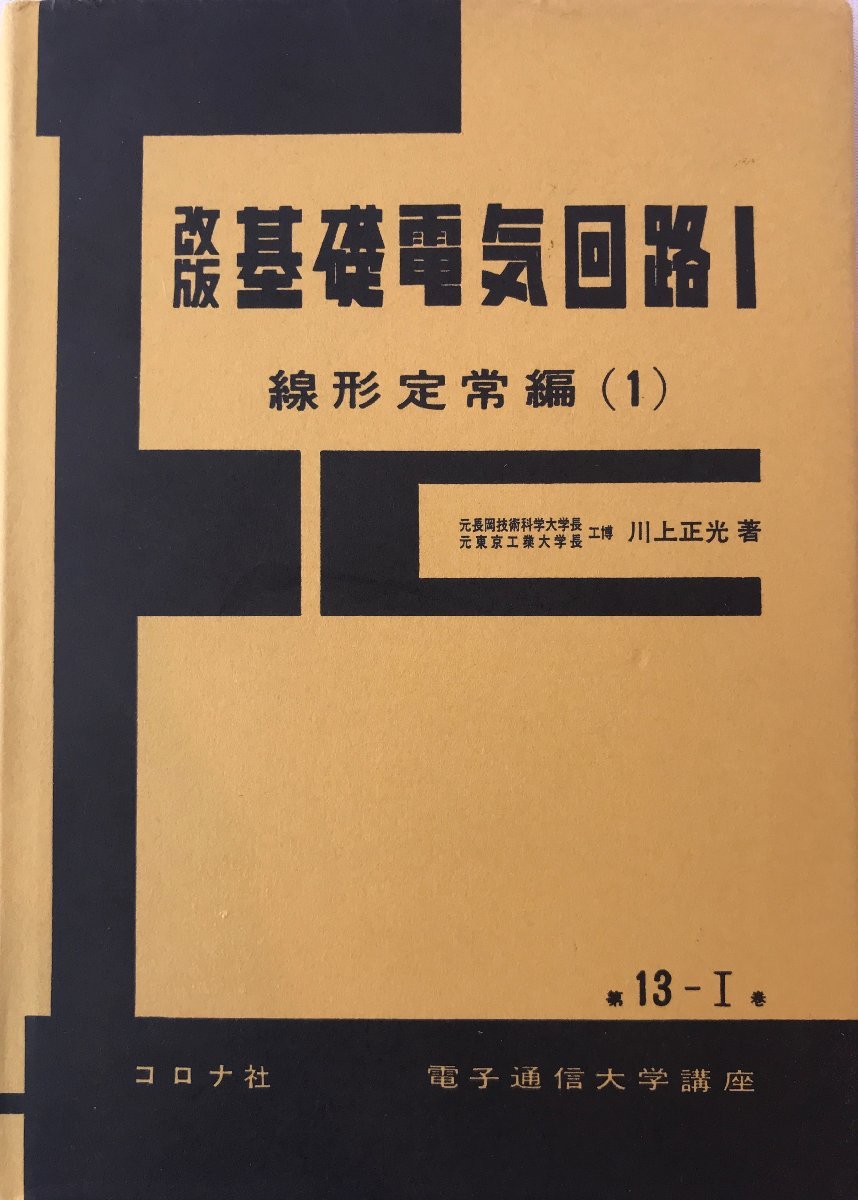 改版 基礎電気回路 I
線形定常編(1)
元長岡技術科学大学長
元東京工業大学長
工博 川上正光 著
第13-I巻
コロナ社 電子通信大学講座